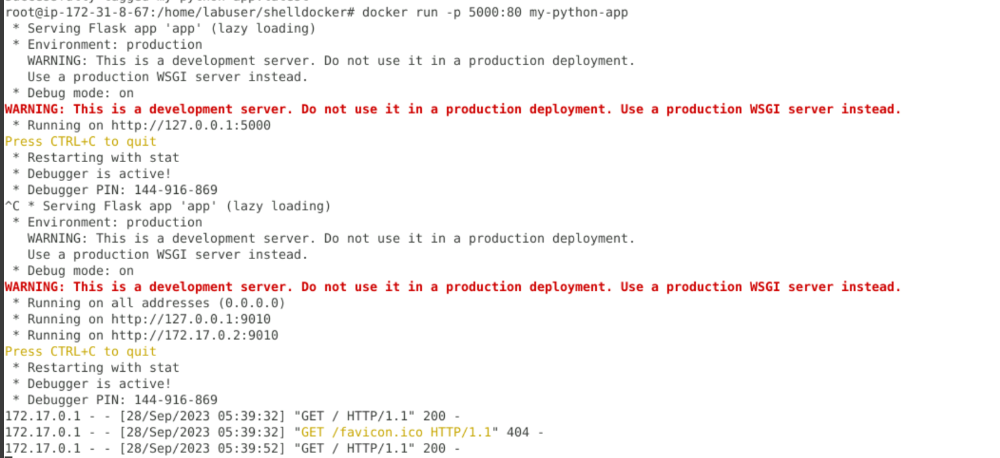 root@ip-172-31-8-67:/home/labuser/shelldocker# docker run -p 5000:80 my-python-app
 * Serving Flask app 'app' (lazy loading)
 * Environment: production
   WARNING: This is a development server. Do not use it in a production deployment.
   Use a production WSGI server instead.
 * Debug mode: on
WARNING: This is a development server. Do not use it in a production deployment. Use a production WSGI server instead.
 * Running on http://127.0.0.1:5000
Press CTRL+C to quit
 * Restarting with stat
 * Debugger is active!
 * Debugger PIN: 144-916-869
^C * Serving Flask app 'app' (lazy loading)
 * Environment: production
   WARNING: This is a development server. Do not use it in a production deployment.
   Use a production WSGI server instead.
 * Debug mode: on
WARNING: This is a development server. Do not use it in a production deployment. Use a production WSGI server instead.
 * Running on all addresses (0.0.0.0)
 * Running on http://127.0.0.1:9010
 * Running on http://172.17.0.2:9010
Press CTRL+C to quit
 * Restarting with stat
 * Debugger is active!
 * Debugger PIN: 144-916-869
172.17.0.1 - - [28/Sep/2023 05:39:32] "GET / HTTP/1.1" 200 -
172.17.0.1 - - [28/Sep/2023 05:39:32] "GET /favicon.ico HTTP/1.1" 404 -
172.17.0.1 - - [28/Sep/2023 05:39:52] "GET / HTTP/1.1" 200 -